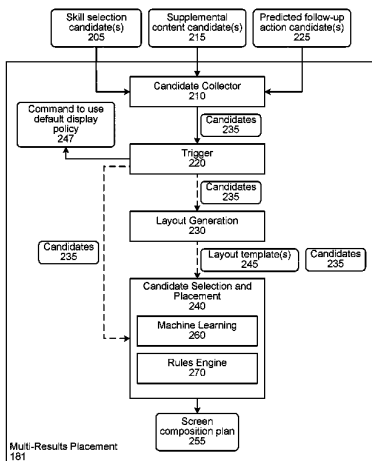 Skill selection
candidate(s)
205
Supplemental
content candidate(s)
215
Predicted follow-up
action candidate(s)
225
Candidate Collector
210
Candidates
235
Command to use
default display
policy
247
Trigger
220
Candidates
235
Layout Generation
230
Candidates
235
Layout template(s)
245
Candidates
235
Candidate Selection and
Placement
240
Machine Learning
260
Rules Engine
270
Screen
composition plan
255
Multi-Results Placement
181